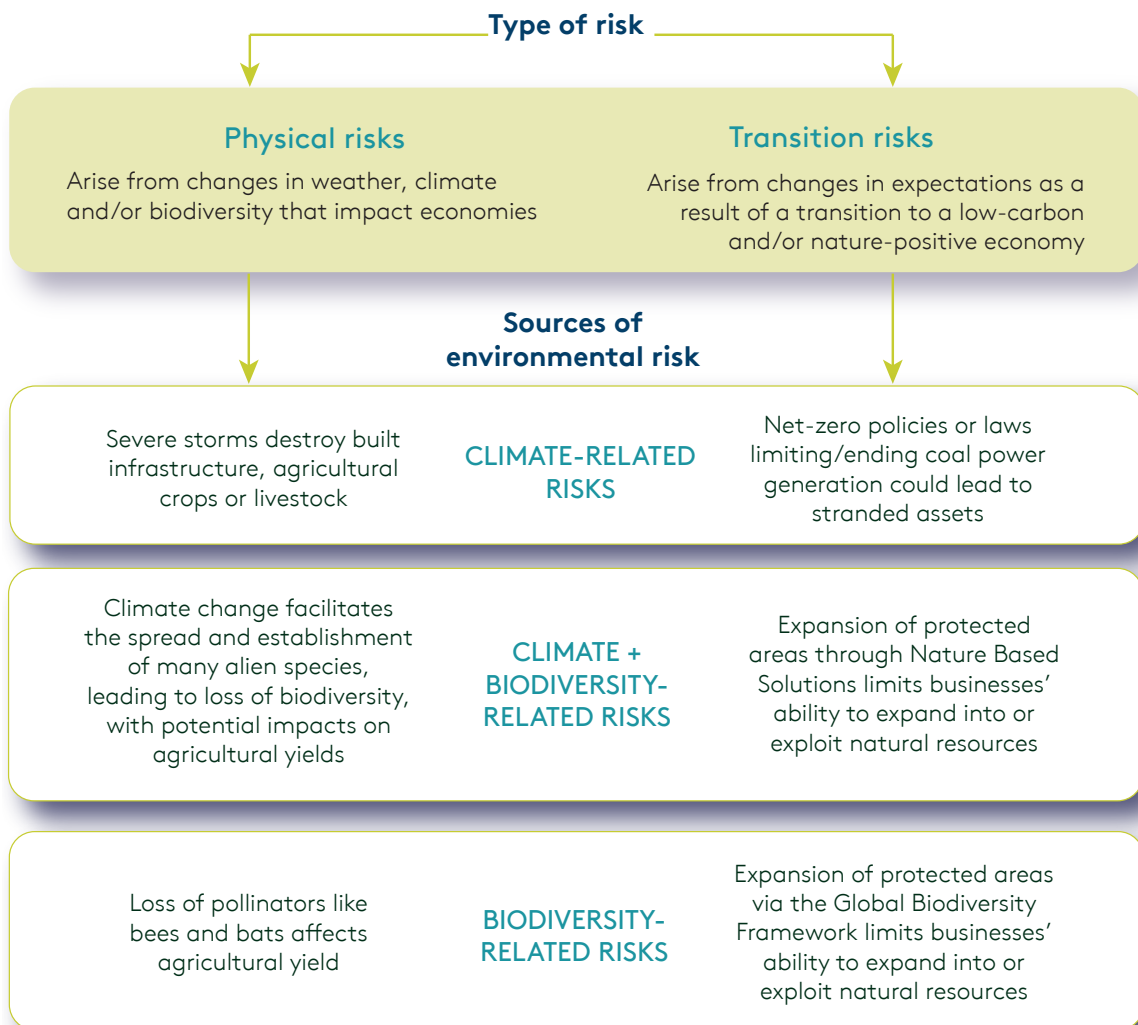 Type of risk
Physical risks
Arise from changes in weather, climate
and/or biodiversity that impact economies
Transition risks
Arise from changes in expectations as a
result of a transition to a low-carbon
and/or nature-positive economy
Sources of
environmental risk
Severe storms destroy built
infrastructure, agricultural
crops or livestock
CLIMATE-RELATED
RISKS
Net-zero policies or laws
limiting/ending coal power
generation could lead to
stranded assets
Climate change facilitates
the spread and establishment
of many alien species,
leading to loss of biodiversity,
with potential impacts on
agricultural yields
CLIMATE +
BIODIVERSITY-
RELATED RISKS
Expansion of protected
areas through Nature Based
Solutions limits businesses’
ability to expand into or
exploit natural resources
Loss of pollinators like
bees and bats affects
agricultural yield
BIODIVERSITY-
RELATED RISKS
Expansion of protected areas
via the Global Biodiversity
Framework limits businesses’
ability to expand into or
exploit natural resources